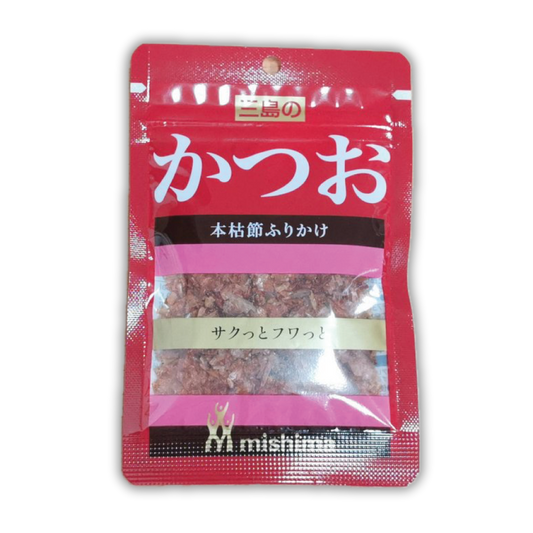 三島の
かつお
本枯節ふりかけ
サクっとフワっと
mishima